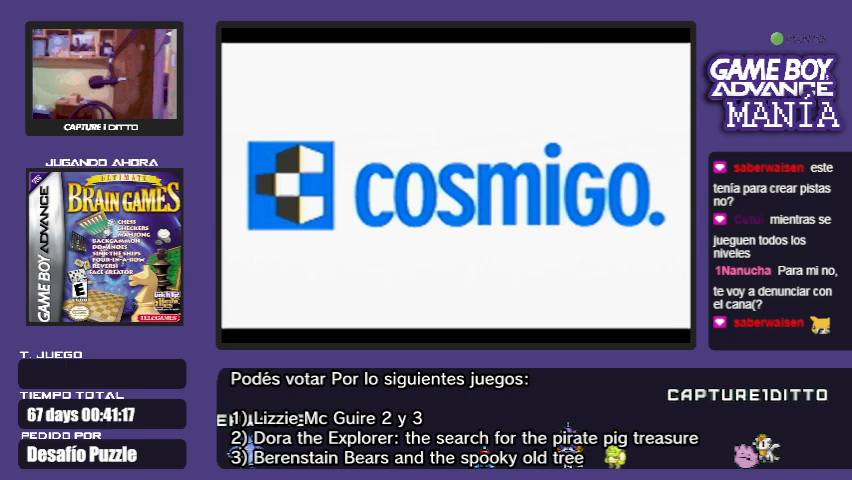 CAPTURE1DITTO
JUGANDO AHORA
GAME BOY ADVANCE
ULTIMATE
BRAIN GAMES
CHESS
CHECKERS
MAHJONG
BACKGAMMON
DOMINOES
SINK THE SHIPS
FOUR-IN-A-ROW
REVERSI
FACE CREATOR
E
TELEGAMES
T. JUEGO
TIEMPO TOTAL
67 days 00:41:17
PEDIDO POR
Desafío Puzzle
cosmigo.
Podés votar Por lo siguientes juegos:
1) Lizzie Mc Guire 2 y 3
2) Dora the Explorer: the search for the pirate pig treasure
3) Berenstain Bears and the spooky old tree
CAPTURE1DITTO
GAME BOY
ADVANCE
MANÍA
saberwaisen este
tenía para crear pistas
no?
mientras se
jueguen todos los
niveles
1Nanucha Para mi no,
te voy a denunciar con
el cana(?
saberwaisen